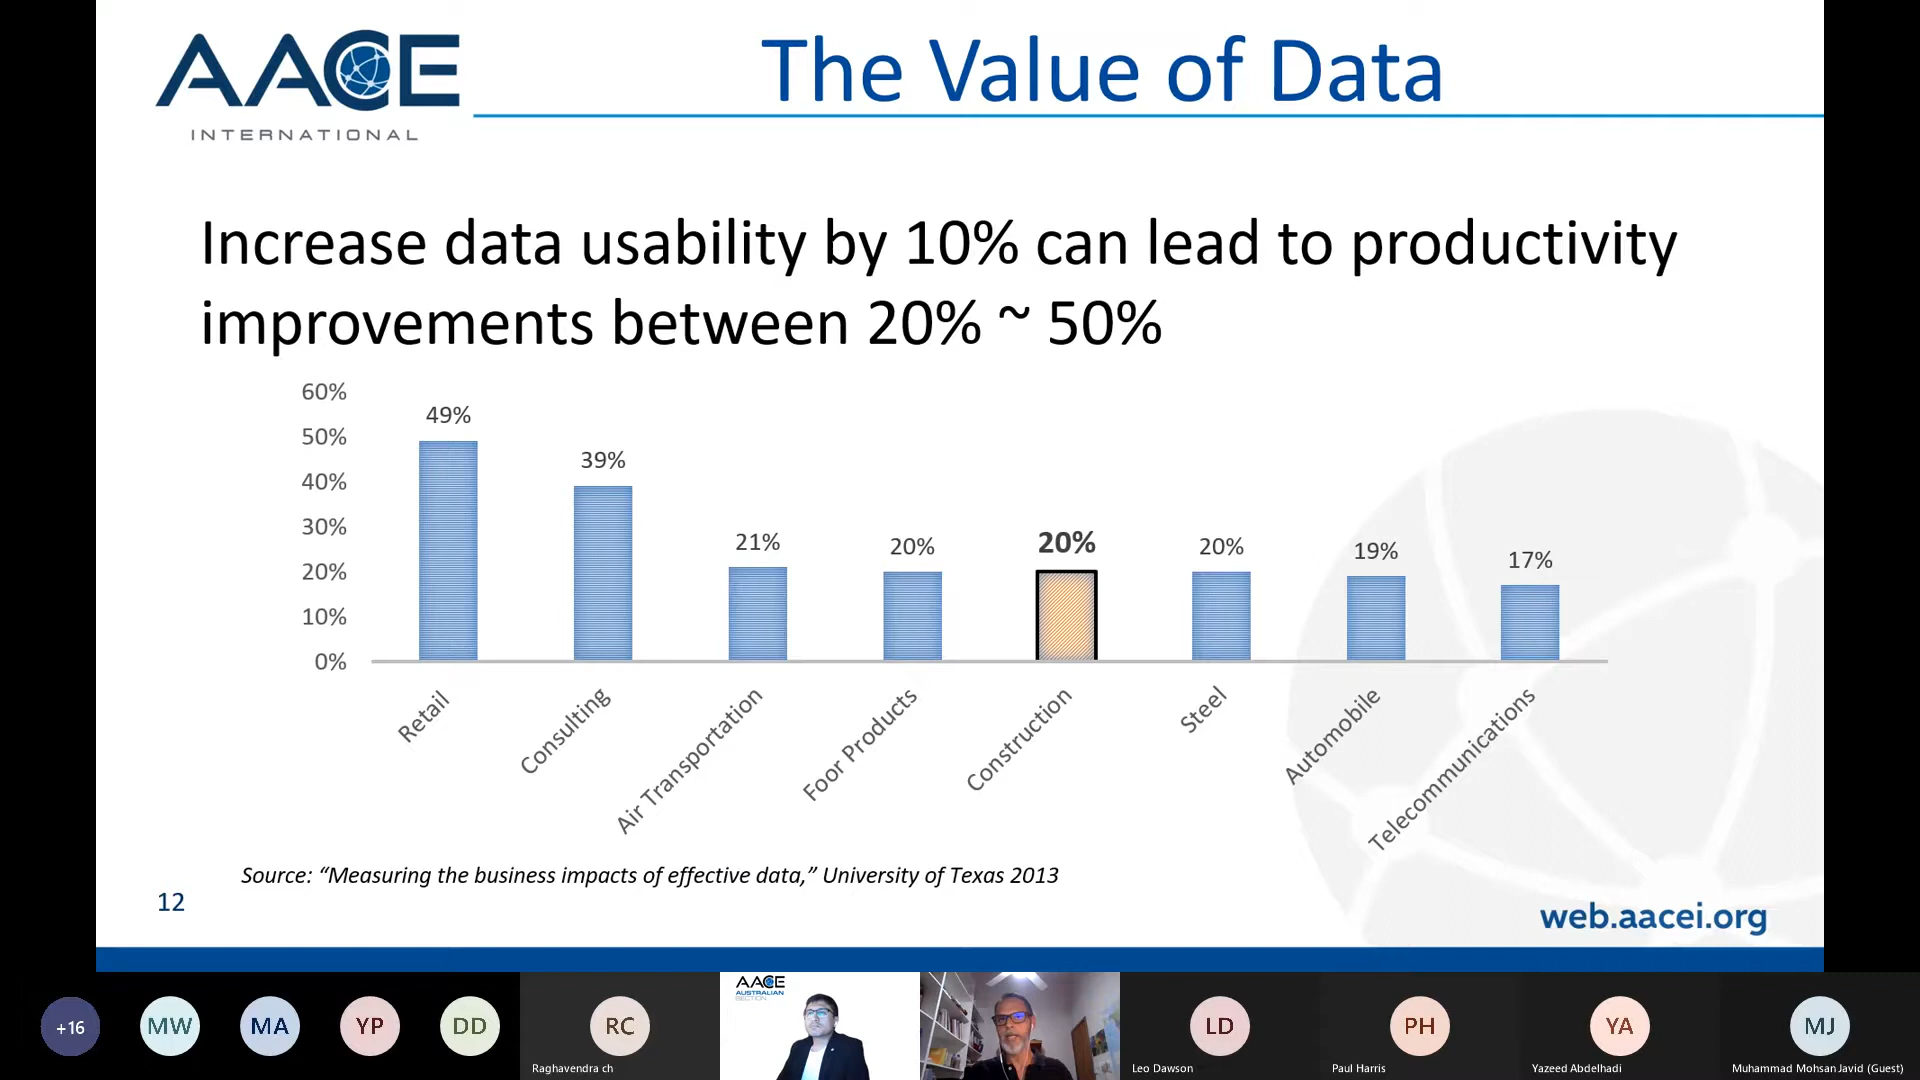 AACE
INTERNATIONAL
The Value of Data
Increase data usability by 10% can lead to productivity
improvements between 20% ~ 50%
60%
50%
40%
30%
20%
10%
0%
49%
39%
21%
20%
20%
20%
19%
17%
Retail
Consulting
Air Transportation
Foor Products
Construction
Steel
Automobile
Telecommunications
Source: “Measuring the business impacts of effective data,” University of Texas 2013
12
web.aacei.org
+16
MW
MA
YP
DD
RC
Raghavendra ch
AACE
AUSTRALIAN
SECTION
LD
Leo Dawson
PH
Paul Harris
YA
Yazeed Abdelhadi
MJ
Muhammad Mohsan Javid (Guest)